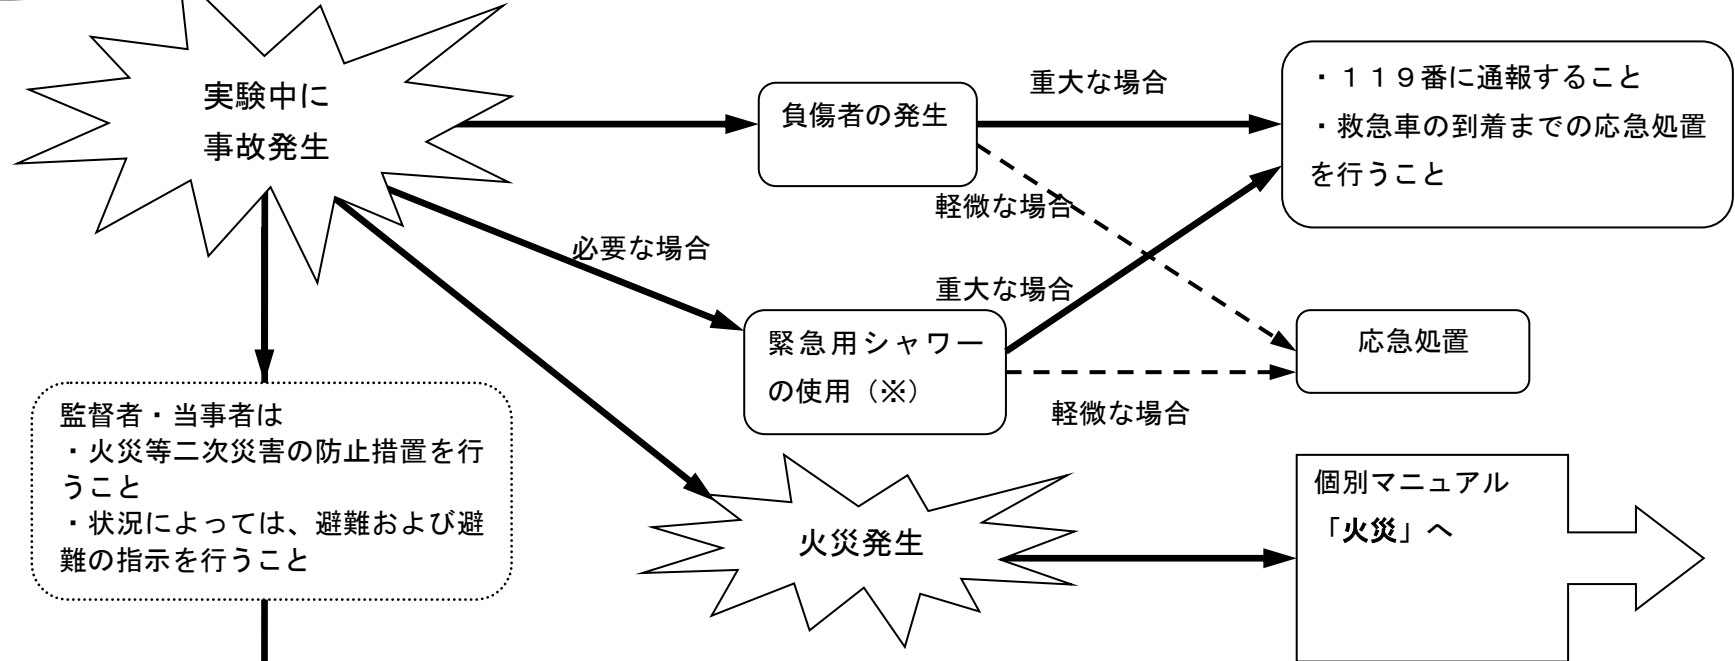 実験中に
事故発生
負傷者の発生
重大な場合
・１１９番に通報すること
・救急車の到着までの応急処置
を行うこと
軽微な場合
必要な場合
重大な場合
緊急用シャワー
の使用（※）
応急処置
軽微な場合
監督者・当事者は
・火災等二次災害の防止措置を行
うこと
・状況によっては、避難および避
難の指示を行うこと
火災発生
個別マニュアル
「火災」へ